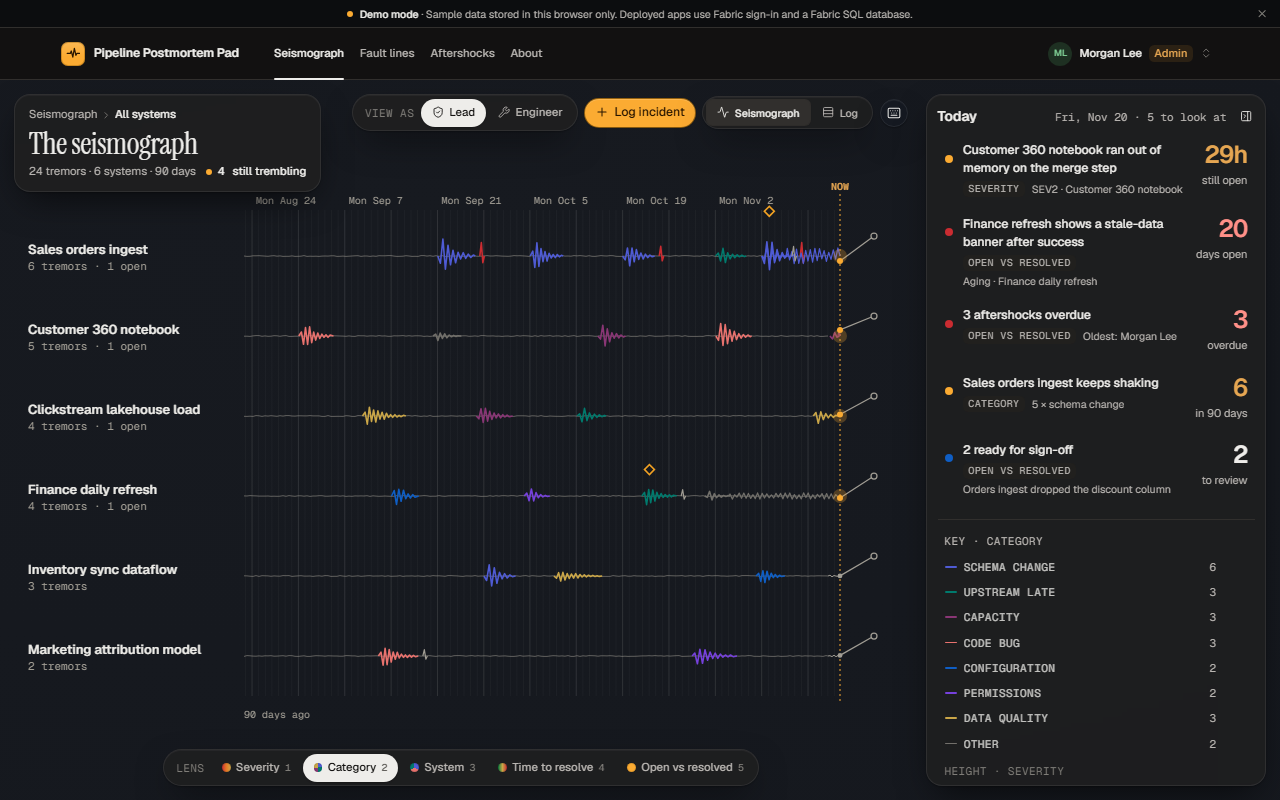 Demo mode · Sample data stored in this browser only. Deployed apps use Fabric sign-in and a Fabric SQL database.
Pipeline Postmortem Pad
Seismograph
Fault lines
Aftershocks
About
ML
Morgan Lee
Admin
Seismograph › All systems
The seismograph
24 tremors · 6 systems · 90 days
4 still trembling
VIEW AS
Lead
Engineer
+ Log incident
Seismograph
Log
NOW
Mon Aug 24
Mon Sep 7
Mon Sep 21
Mon Oct 5
Mon Oct 19
Mon Nov 2
Sales orders ingest
6 tremors · 1 open
Customer 360 notebook
5 tremors · 1 open
Clickstream lakehouse load
4 tremors · 1 open
Finance daily refresh
4 tremors · 1 open
Inventory sync dataflow
3 tremors
Marketing attribution model
2 tremors
90 days ago
LENS
Severity 1
Category 2
System 3
Time to resolve 4
Open vs resolved 5
Today
Fri, Nov 20 · 5 to look at
Customer 360 notebook ran out of
memory on the merge step
SEVERITY
SEV2 · Customer 360 notebook
29h
still open
Finance refresh shows a stale-data
banner after success
OPEN VS RESOLVED
Aging · Finance daily refresh
20
days open
3 aftershocks overdue
OPEN VS RESOLVED
Oldest: Morgan Lee
3
overdue
Sales orders ingest keeps shaking
CATEGORY
5 × schema change
6
in 90 days
2 ready for sign-off
OPEN VS RESOLVED
Orders ingest dropped the discount column
2
to review
KEY · CATEGORY
SCHEMA CHANGE 6
UPSTREAM LATE 3
CAPACITY 3
CODE BUG 3
CONFIGURATION 2
PERMISSIONS 2
DATA QUALITY 3
OTHER 2
HEIGHT · SEVERITY